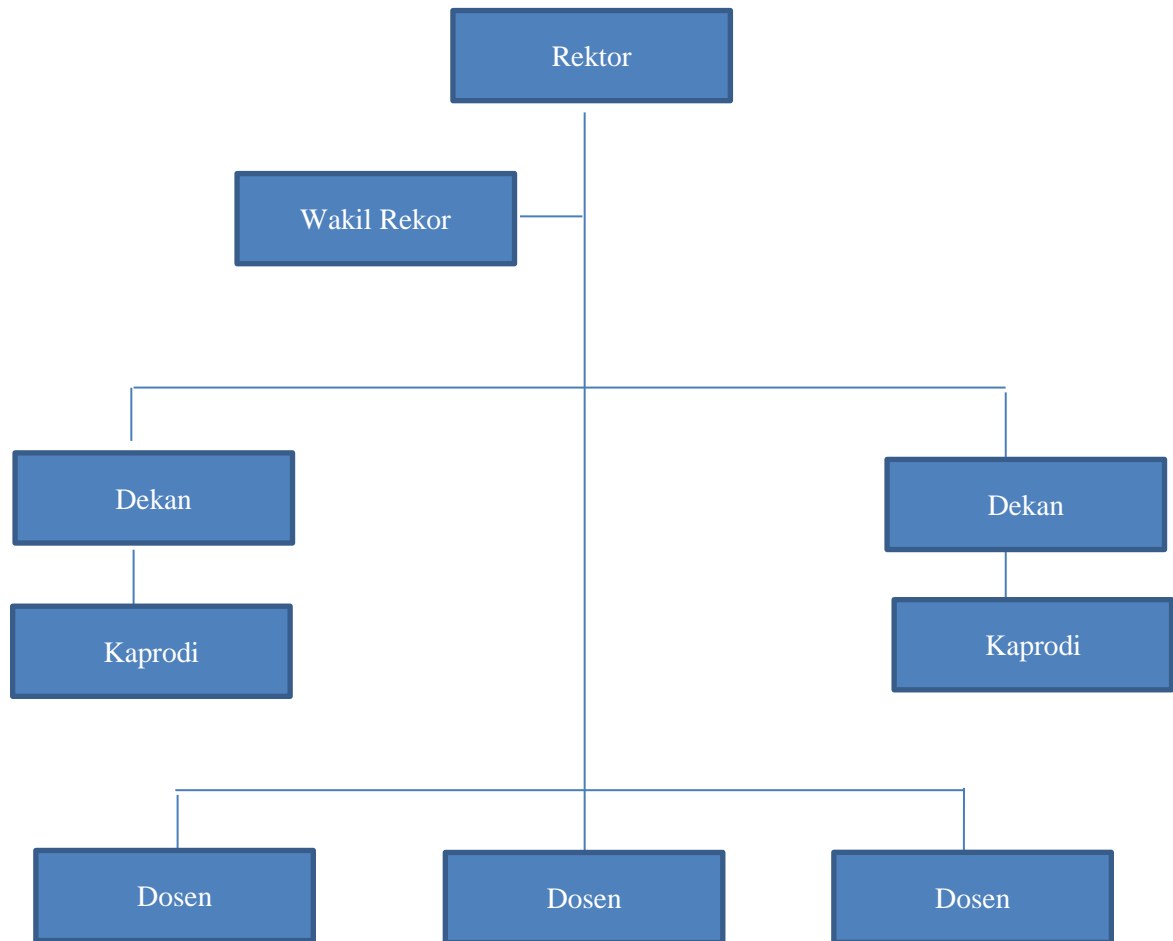 Rektor
Wakil Rekor
Dekan
Dekan
Kaprodi
Kaprodi
Dosen
Dosen
Dosen